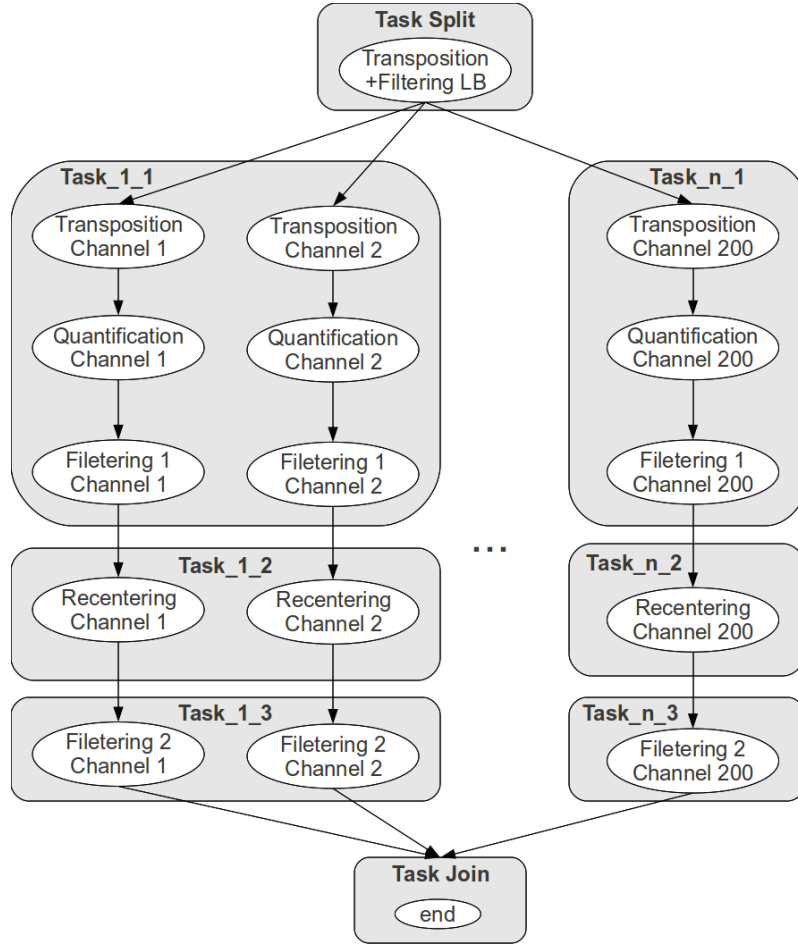 Task Split
Transposition
+Filtering LB
Task_1_1
Task_n_1
Transposition
Channel 1
Transposition
Channel 2
Transposition
Channel 200
Quantification
Channel 1
Quantification
Channel 2
Quantification
Channel 200
Filetering 1
Channel 1
Filetering 1
Channel 2
Filetering 1
Channel 200
...
Task_1_2
Task_n_2
Recentering
Channel 1
Recentering
Channel 2
Recentering
Channel 200
Task_1_3
Task_n_3
Filetering 2
Channel 1
Filetering 2
Channel 2
Filetering 2
Channel 200
Task Join
end